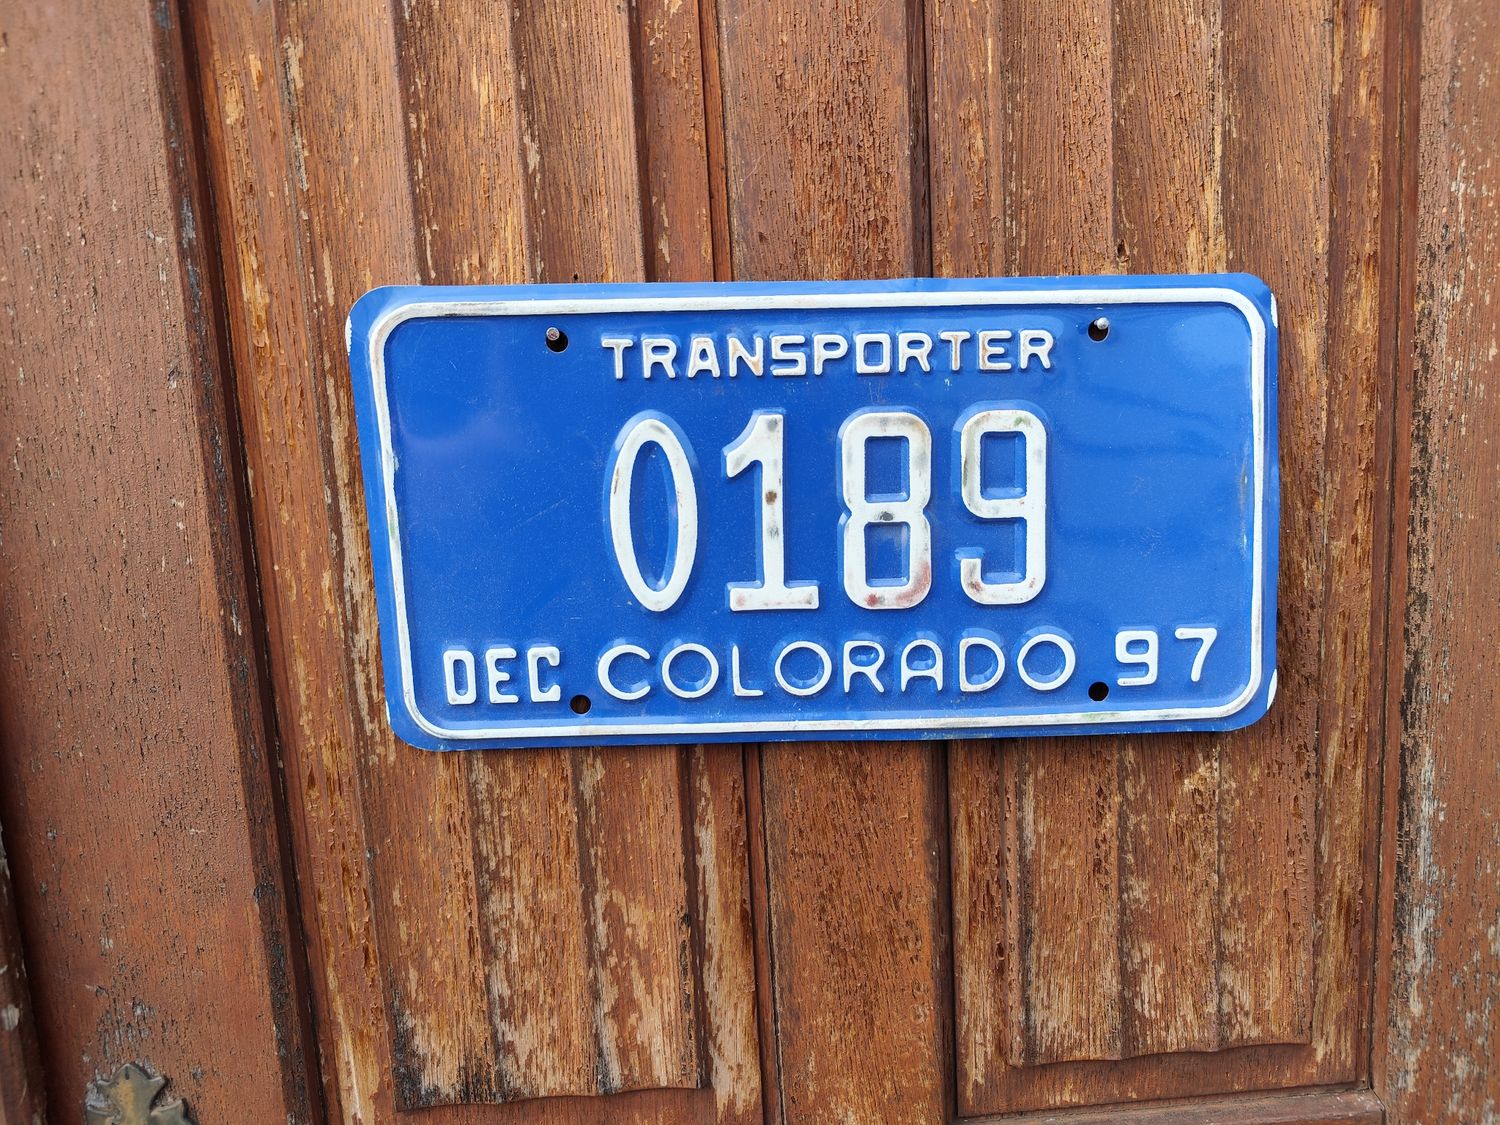 TRANSPORTER
0189
DEC COLORADO 97